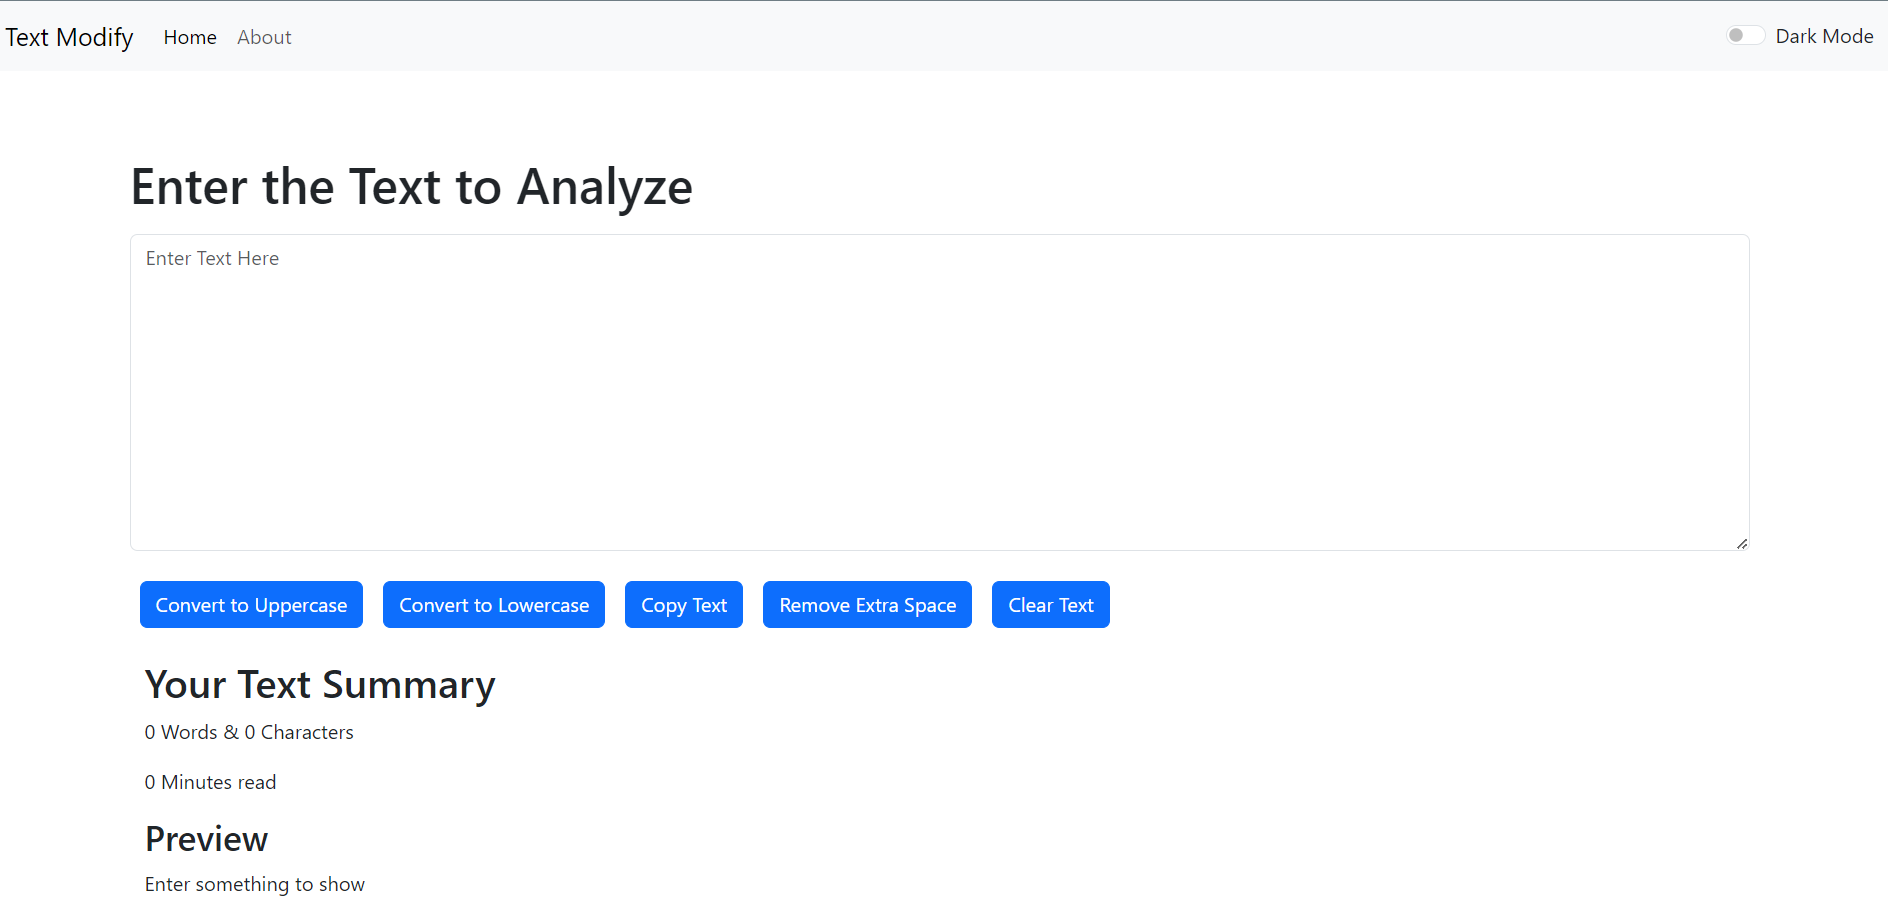 Text Modify Home About Dark Mode
Enter the Text to Analyze
Enter Text Here
Convert to Uppercase Convert to Lowercase Copy Text Remove Extra Space Clear Text
Your Text Summary
0 Words & 0 Characters
0 Minutes read
Preview
Enter something to show